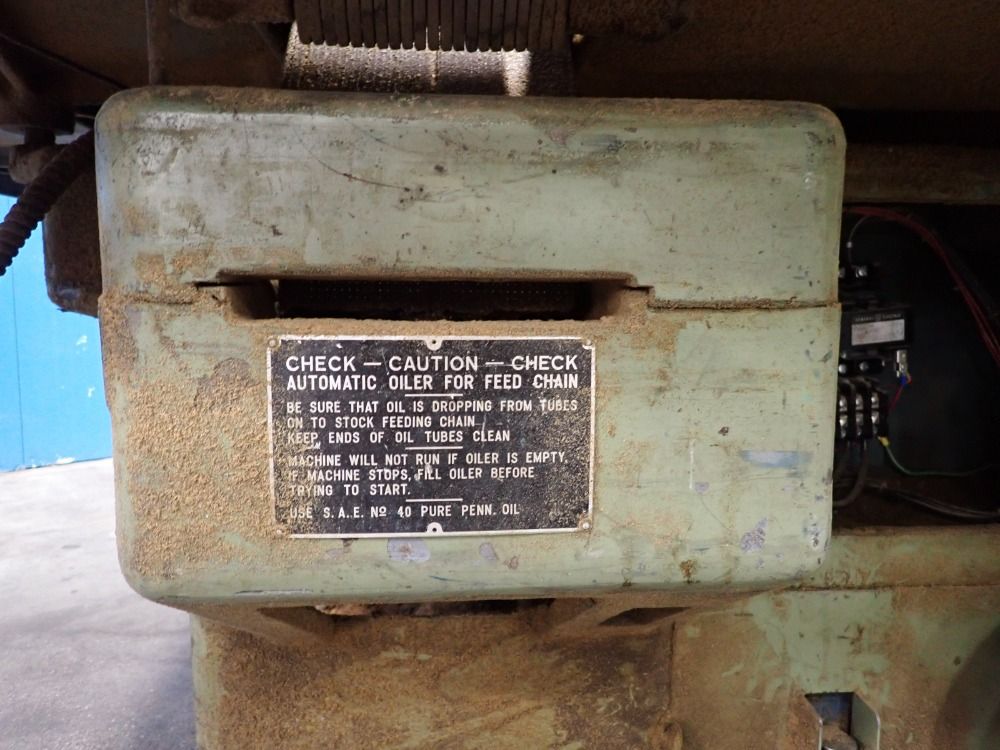 CHECK — CAUTION — CHECK
AUTOMATIC OILER FOR FEED CHAIN
BE SURE THAT OIL IS DROPPING FROM TUBES
ON TO STOCK FEEDING CHAIN
KEEP ENDS OF OIL TUBES CLEAN
MACHINE WILL NOT RUN IF OILER IS EMPTY.
IF MACHINE STOPS, FILL OILER BEFORE
TRYING TO START.
USE S.A.E. Nº 40 PURE PENN. OIL